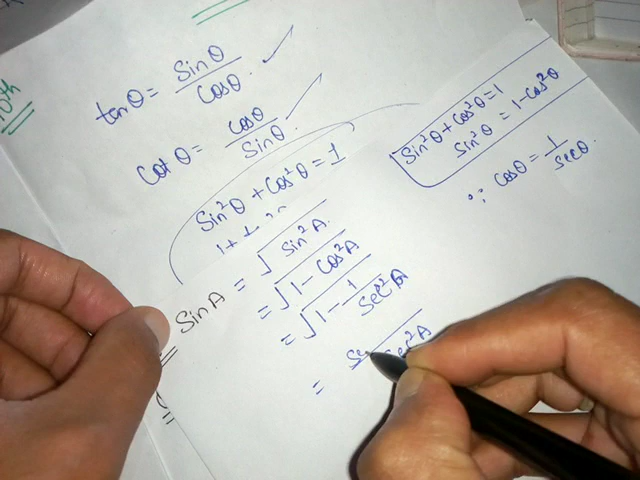 10th
tanθ = Sinθ / Cosθ. ✓
Cot θ = Cosθ / Sinθ. ✓
Sin²θ + Cos²θ = 1
Sin²θ + Cos²θ = 1
Sin²θ = 1 - Cos²θ
∵ Cosθ = 1 / Secθ.
Sin A = √Sin²A.
= √1 - Cos²A
= √1 - 1 / Sec²A
=